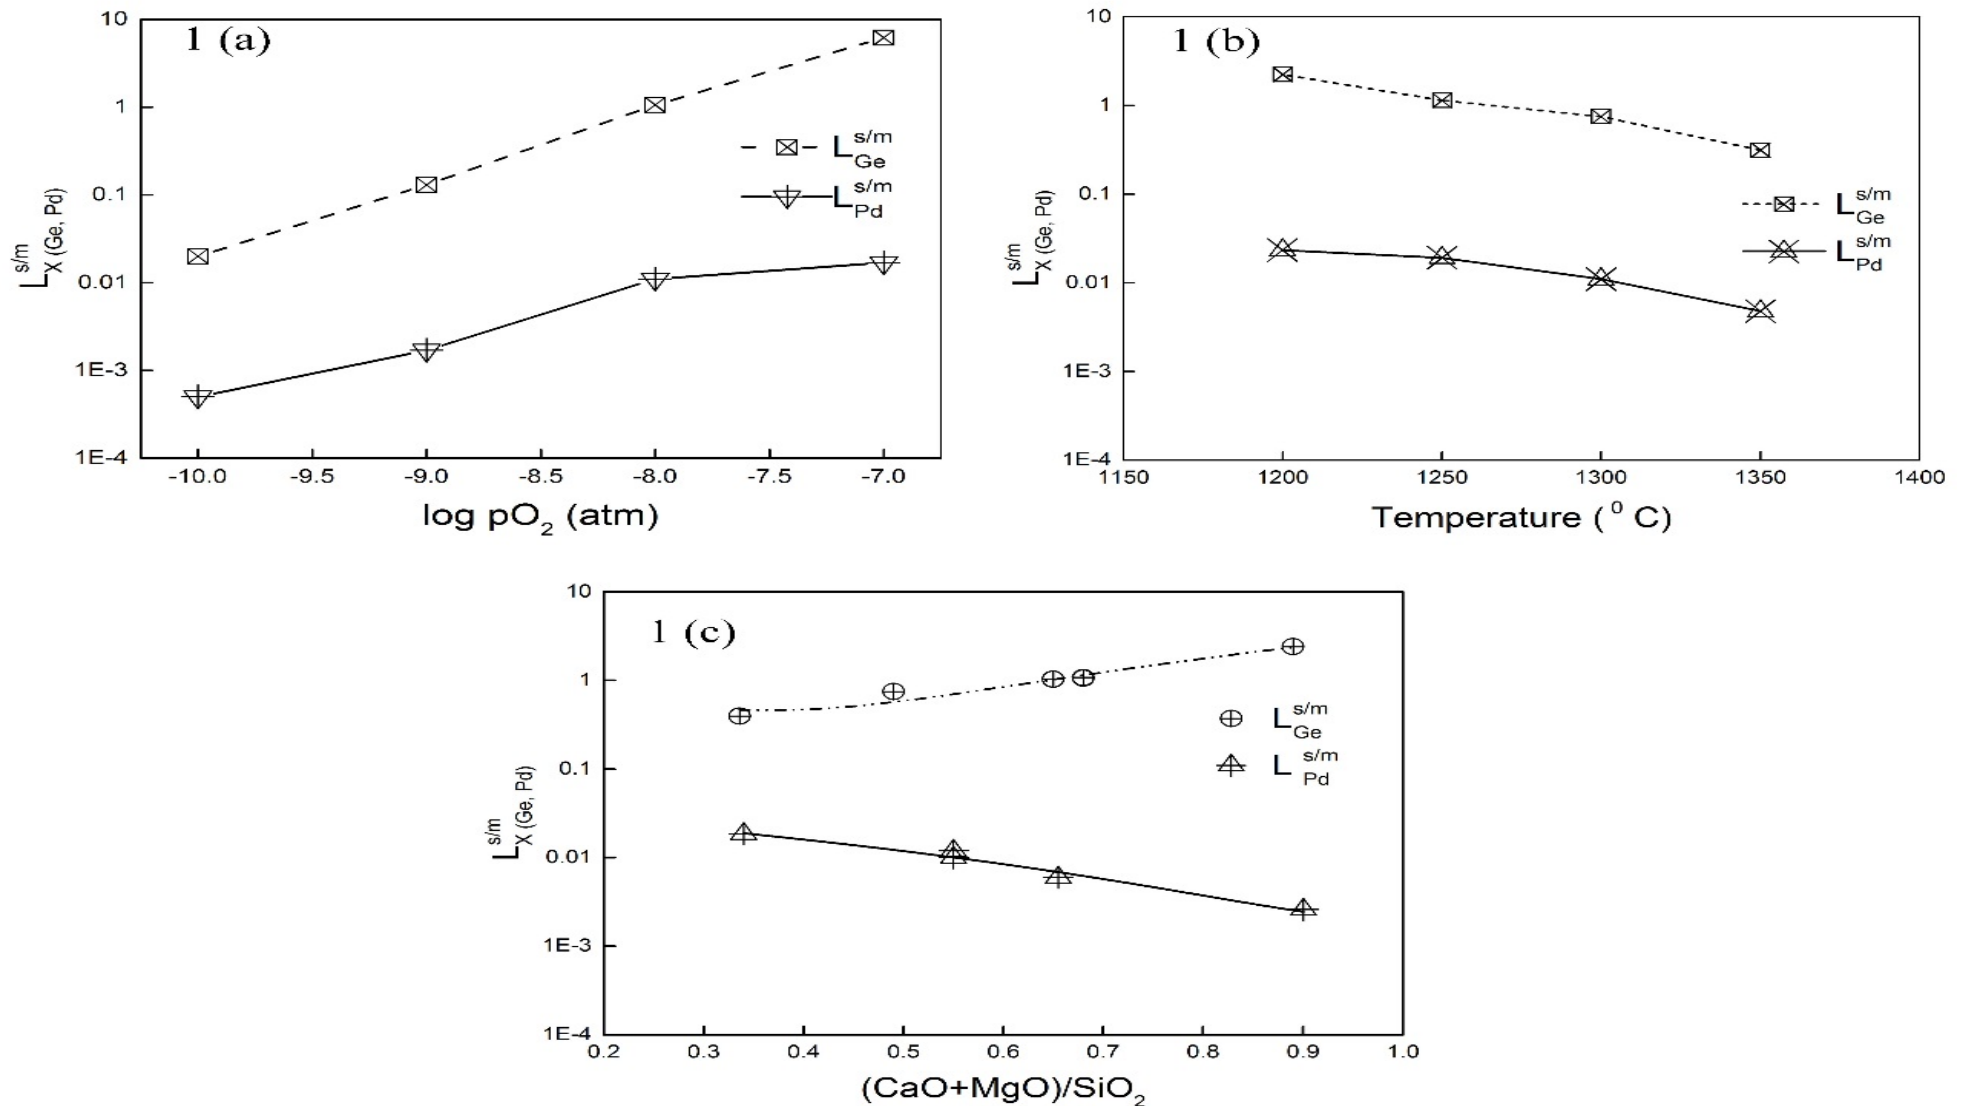 1 (a)
10
1
0.1
0.01
1E-3
1E-4
L s/m X (Ge, Pd)
L s/m Ge
L s/m Pd
-10.0 -9.5 -9.0 -8.5 -8.0 -7.5 -7.0
log pO2 (atm)
1 (b)
10
1
0.1
0.01
1E-3
1E-4
L s/m X (Ge, Pd)
L s/m Ge
L s/m Pd
1150 1200 1250 1300 1350 1400
Temperature ( 0 C)
1 (c)
10
1
0.1
0.01
1E-3
1E-4
L s/m X (Ge, Pd)
L s/m Ge
L s/m Pd
0.2 0.3 0.4 0.5 0.6 0.7 0.8 0.9 1.0
(CaO+MgO)/SiO2